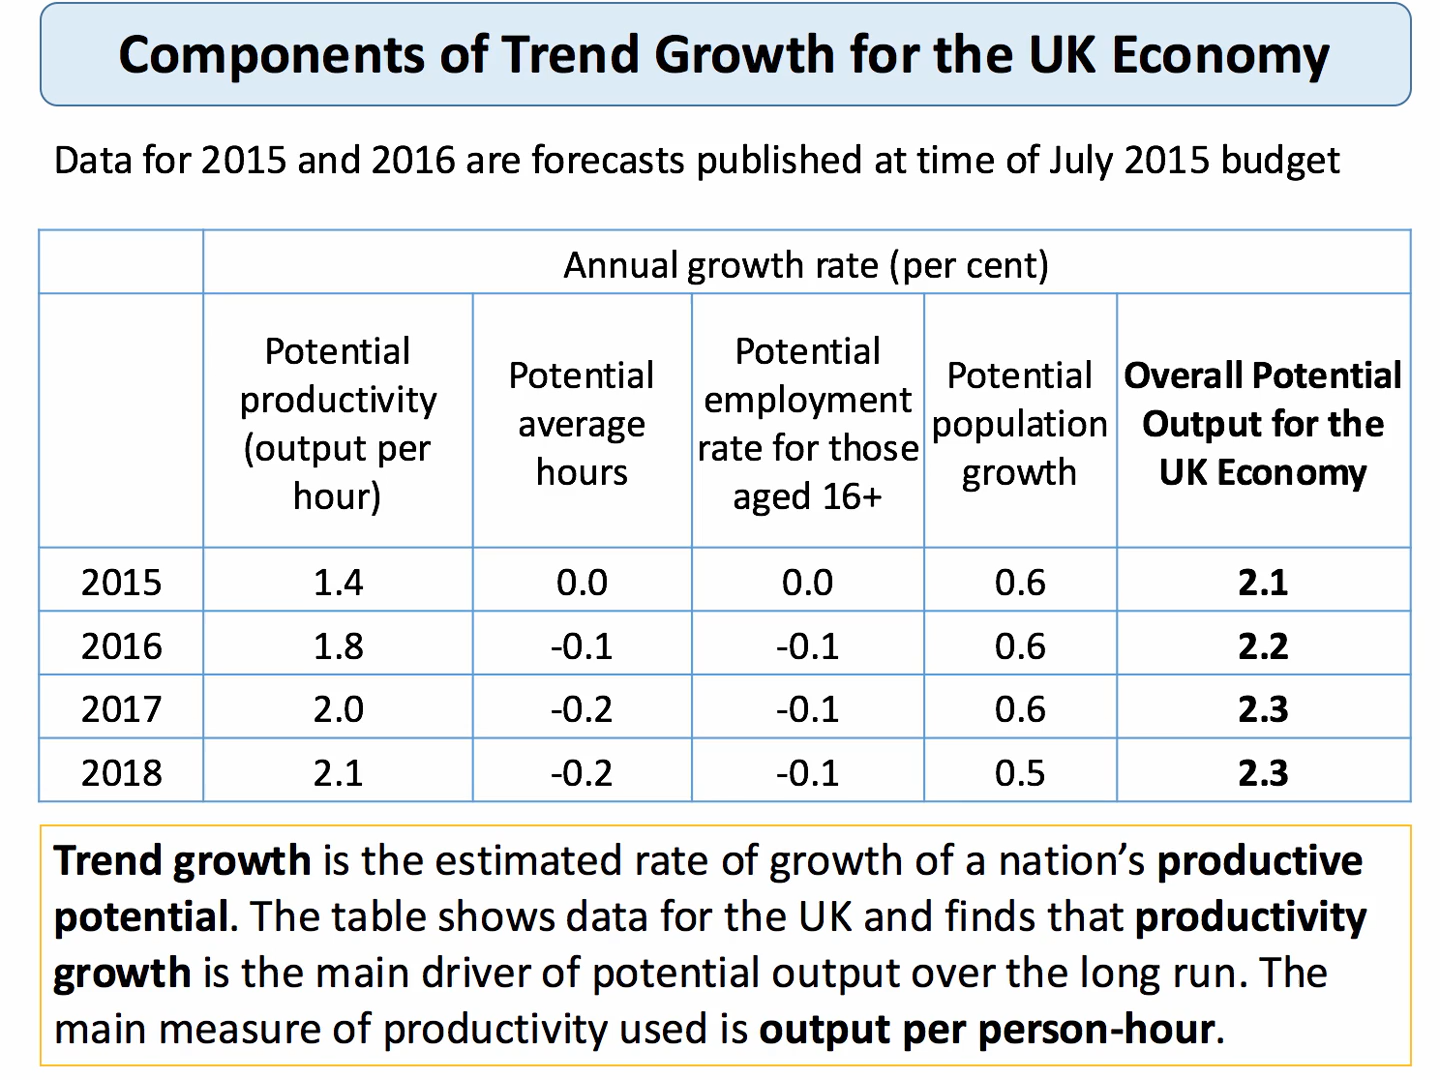 Components of Trend Growth for the UK Economy
Data for 2015 and 2016 are forecasts published at time of July 2015 budget
Annual growth rate (per cent)
Potential productivity (output per hour) Potential average hours Potential employment rate for those aged 16+ Potential population growth Overall Potential Output for the UK Economy
2015 1.4 0.0 0.0 0.6 2.1
2016 1.8 -0.1 -0.1 0.6 2.2
2017 2.0 -0.2 -0.1 0.6 2.3
2018 2.1 -0.2 -0.1 0.5 2.3
Trend growth is the estimated rate of growth of a nation’s productive
potential. The table shows data for the UK and finds that productivity
growth is the main driver of potential output over the long run. The
main measure of productivity used is output per person-hour.